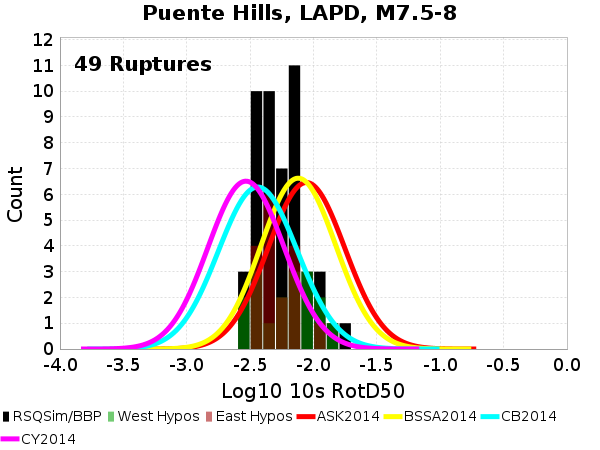 Puente Hills, LAPD, M7.5-8
49 Ruptures
12
11
10
9
8
7
6
5
4
3
2
1
0
Count
-4.0 -3.5 -3.0 -2.5 -2.0 -1.5 -1.0 -0.5 0.0
Log10 10s RotD50
RSQSim/BBP West Hypos East Hypos ASK2014 BSSA2014 CB2014
CY2014